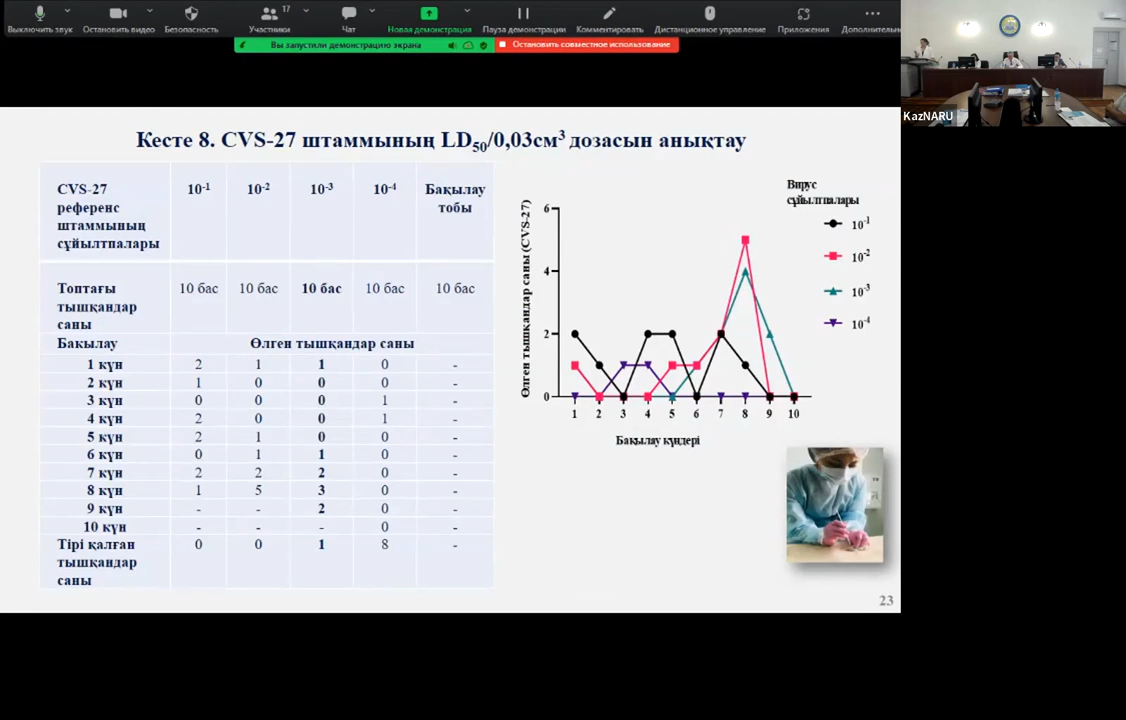 17
Выключить звук
Остановить видео
Безопасность
Участники
Чат
Новая демонстрация
Пауза демонстрации
Комментировать
Дистанционное управление
Приложения
Дополнительн
Вы запустили демонстрацию экрана
Остановить совместное использование
KazNARU
Кесте 8. CVS-27 штаммының LD50/0,03см3 дозасын анықтау
CVS-27 10-1 10-2 10-3 10-4 Бақылау
референс тобы
штаммының
сұйылтпалары
Топтағы 10 бас 10 бас 10 бас 10 бас 10 бас
тышқандар
саны
Бақылау Өлген тышқандар саны
1 күн 2 1 1 0 -
2 күн 1 0 0 0 -
3 күн 0 0 0 1 -
4 күн 2 0 0 1 -
5 күн 2 1 0 0 -
6 күн 0 1 1 0 -
7 күн 2 2 2 0 -
8 күн 1 5 3 0 -
9 күн - - 2 0 -
10 күн - - - 0 -
Тірі қалған 0 0 1 8 -
тышқандар
саны
Өлген тышқандар саны (CVS-27)
6
4
2
0
1 2 3 4 5 6 7 8 9 10
Бақылау күндері
Вирус
сұйылтпалары
10-1
10-2
10-3
10-4
23